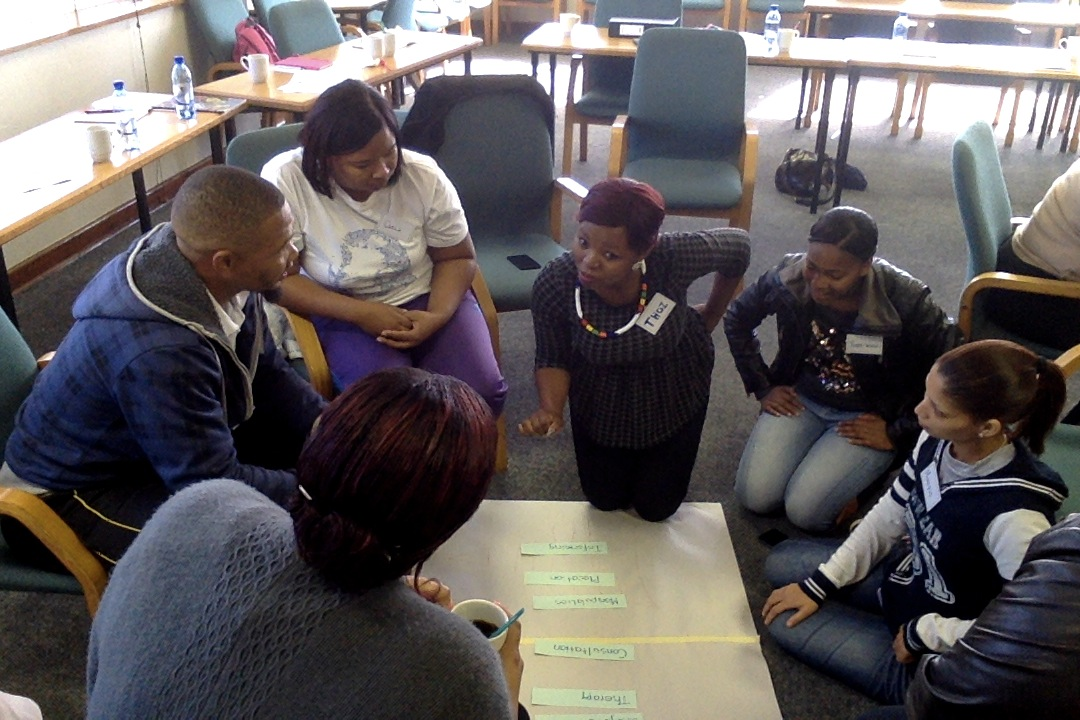 THOZ
Informing
Placation
Manipulation
Consultation
Therapy